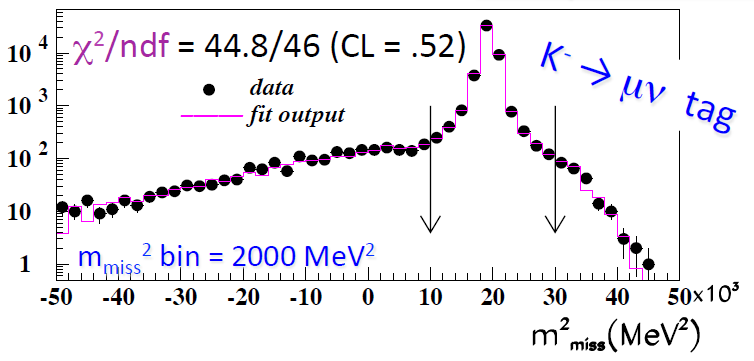 χ²/ndf = 44.8/46 (CL = .52)
data
fit output
K⁻ → μν tag
10⁴
10³
10²
10
1
m_miss² bin = 2000 MeV²
-50 -40 -30 -20 -10 0 10 20 30 40 50×10³
m²_miss(MeV²)